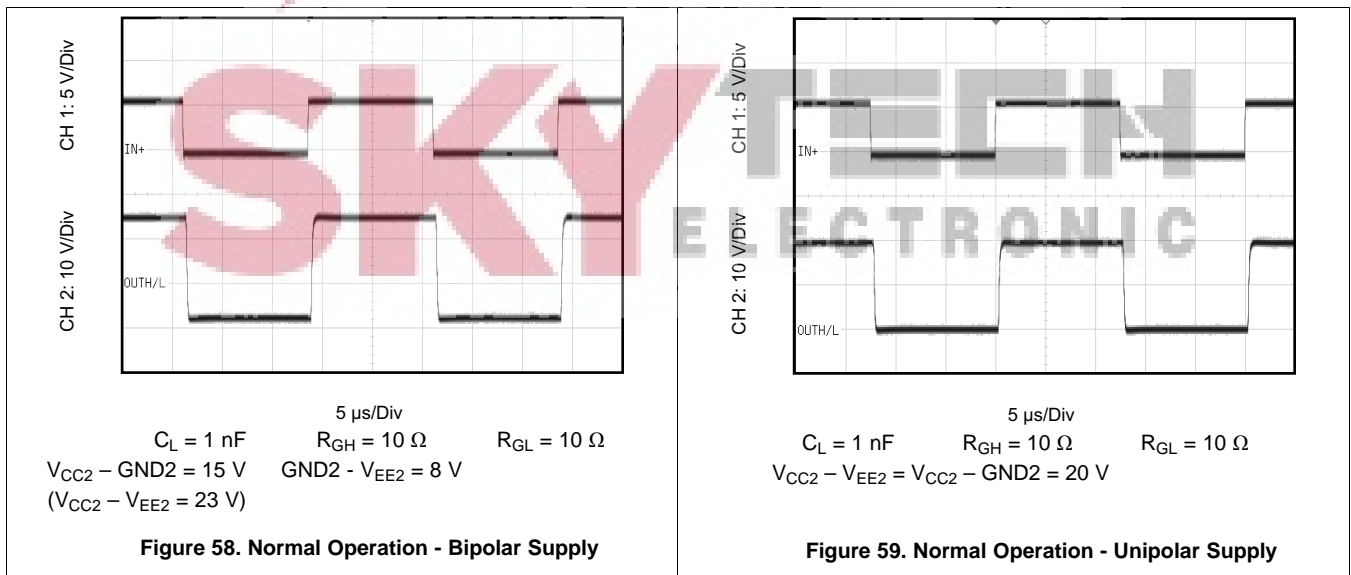 SKYTECH
ELECTRONIC
CH 1: 5 V/Div
IN+
CH 2: 10 V/Div
OUTH/L
5 µs/Div
C_L = 1 nF R_GH = 10 Ω R_GL = 10 Ω
V_CC2 – GND2 = 15 V GND2 - V_EE2 = 8 V
(V_CC2 – V_EE2 = 23 V)
Figure 58. Normal Operation - Bipolar Supply
CH 1: 5 V/Div
IN+
CH 2: 10 V/Div
OUTH/L
5 µs/Div
C_L = 1 nF R_GH = 10 Ω R_GL = 10 Ω
V_CC2 – V_EE2 = V_CC2 – GND2 = 20 V
Figure 59. Normal Operation - Unipolar Supply